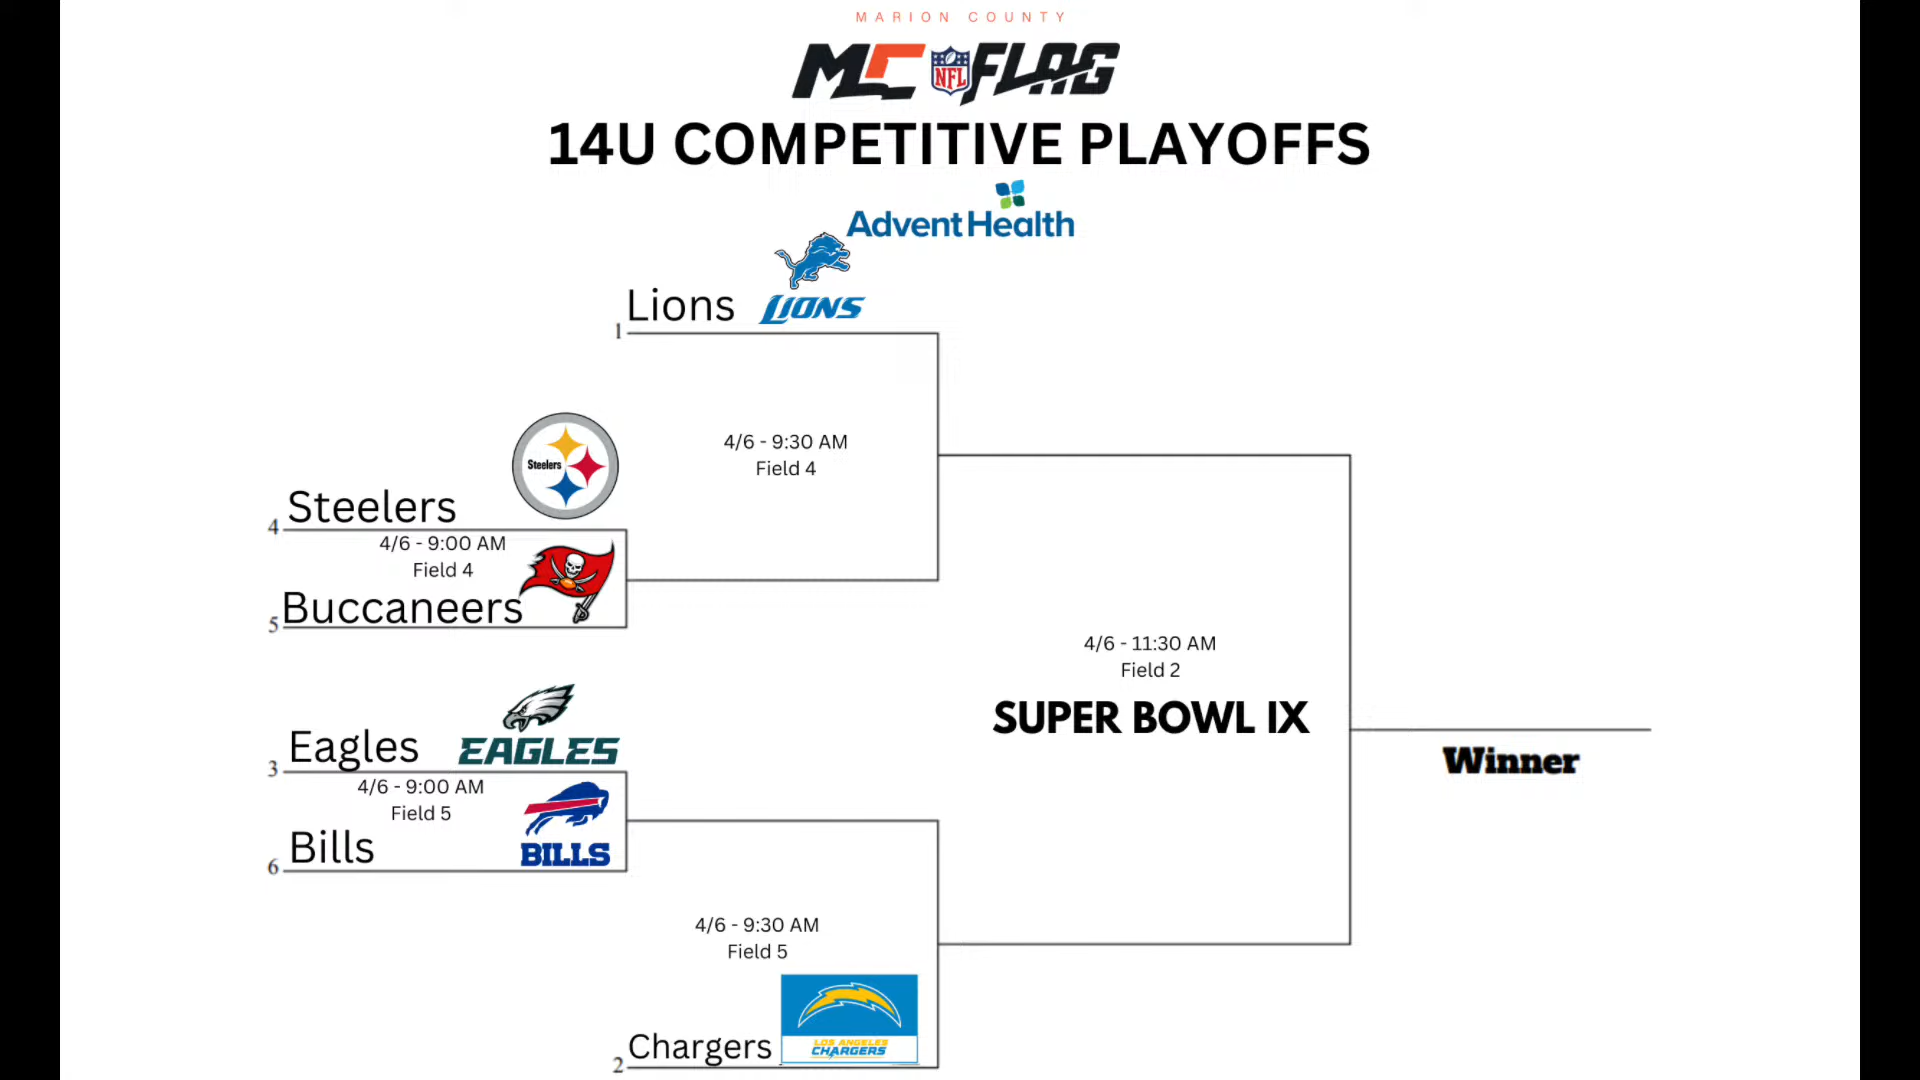 MARION COUNTY
MC NFL FLAG
14U COMPETITIVE PLAYOFFS
AdventHealth
Lions LIONS
1
4/6 - 9:30 AM
Field 4
Steelers
Steelers
4
4/6 - 9:00 AM
Field 4
Buccaneers
5
4/6 - 11:30 AM
Field 2
SUPER BOWL IX
Winner
Eagles EAGLES
3
4/6 - 9:00 AM
Field 5
Bills BILLS
6
4/6 - 9:30 AM
Field 5
LOS ANGELES
CHARGERS
Chargers
2